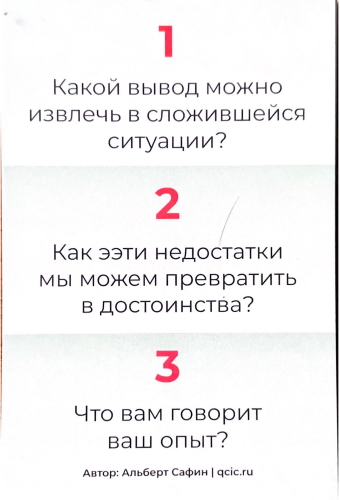 1
Какой вывод можно
извлечь в сложившейся
ситуации?
2
Как ээти недостатки
мы можем превратить
в достоинства?
3
Что вам говорит
ваш опыт?
Автор: Альберт Сафин | qcic.ru